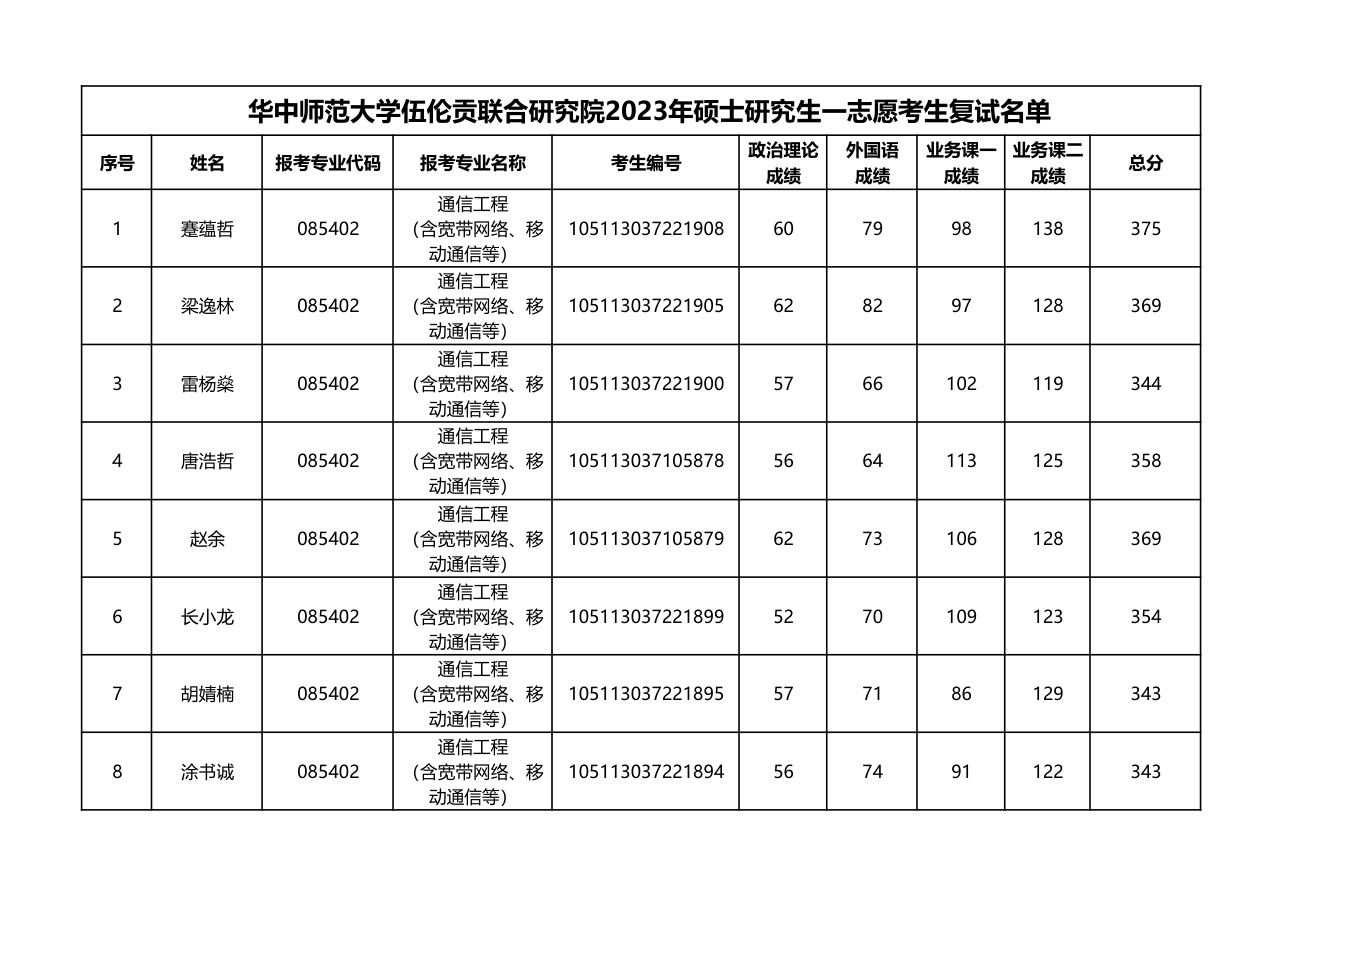 华中师范大学伍伦贡联合研究院2023年硕士研究生一志愿考生复试名单
序号 姓名 报考专业代码 报考专业名称 考生编号 政治理论成绩 外国语成绩 业务课一成绩 业务课二成绩 总分
1 蹇蕴哲 085402 通信工程（含宽带网络、移动通信等） 105113037221908 60 79 98 138 375
2 梁逸林 085402 通信工程（含宽带网络、移动通信等） 105113037221905 62 82 97 128 369
3 雷杨燊 085402 通信工程（含宽带网络、移动通信等） 105113037221900 57 66 102 119 344
4 唐浩哲 085402 通信工程（含宽带网络、移动通信等） 105113037105878 56 64 113 125 358
5 赵余 085402 通信工程（含宽带网络、移动通信等） 105113037105879 62 73 106 128 369
6 长小龙 085402 通信工程（含宽带网络、移动通信等） 105113037221899 52 70 109 123 354
7 胡婧楠 085402 通信工程（含宽带网络、移动通信等） 105113037221895 57 71 86 129 343
8 涂书诚 085402 通信工程（含宽带网络、移动通信等） 105113037221894 56 74 91 122 343